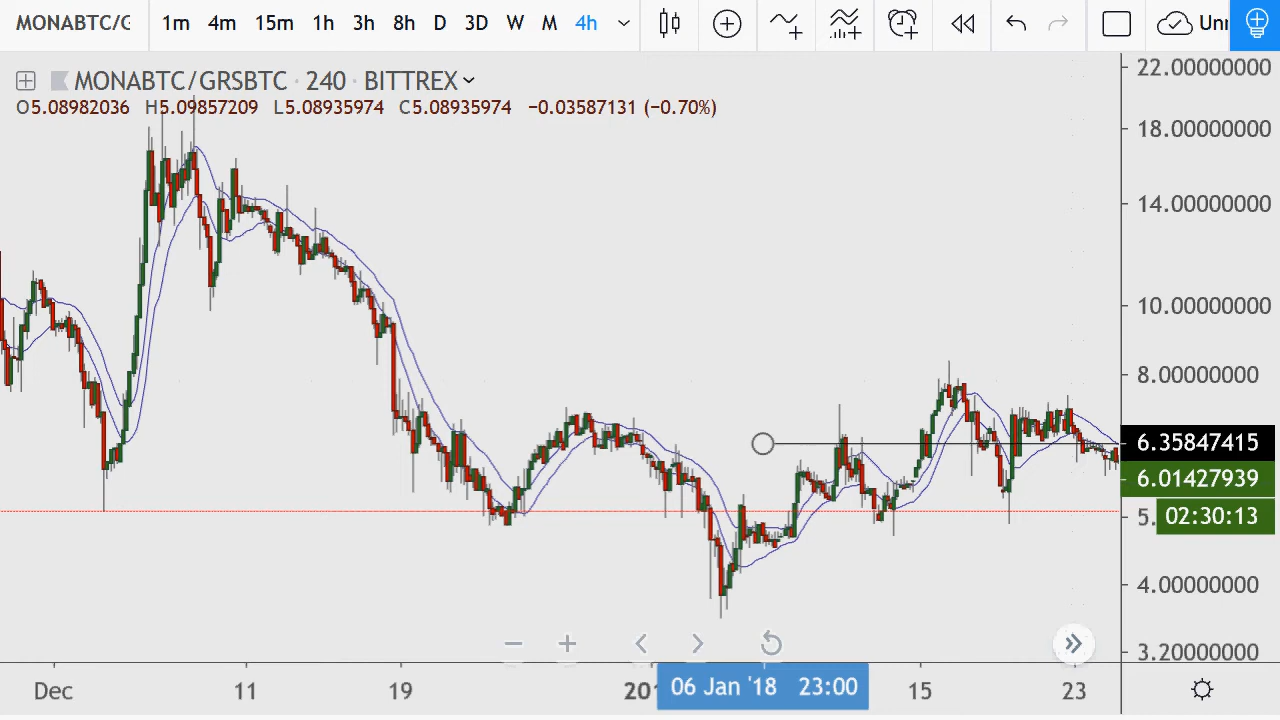 MONABTC/G 1m 4m 15m 1h 3h 8h D 3D W M 4h Unr
MONABTC/GRSBTC · 240 · BITTREX
O5.08982036 H5.09857209 L5.08935974 C5.08935974 −0.03587131 (−0.70%)
22.00000000
18.00000000
14.00000000
10.00000000
8.00000000
6.35847415
6.01427939
5. 02:30:13
4.00000000
3.20000000
Dec 11 19 201 06 Jan '18 23:00 15 23